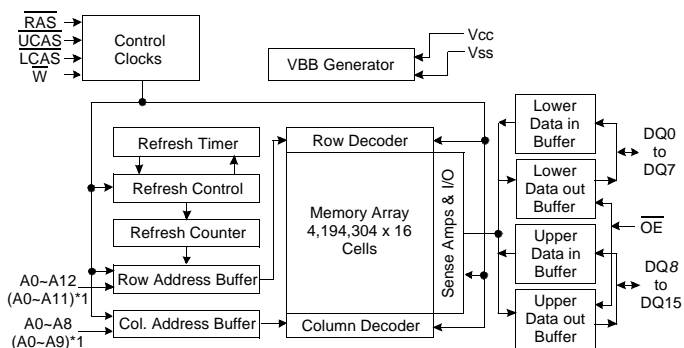 RAS
UCAS
LCAS
W
Control
Clocks
VBB Generator
Vcc
Vss
Refresh Timer
Refresh Control
Refresh Counter
Row Address Buffer
Col. Address Buffer
A0~A12
(A0~A11)*1
A0~A8
(A0~A9)*1
Row Decoder
Memory Array
4,194,304 x 16
Cells
Column Decoder
Sense Amps & I/O
Lower
Data in
Buffer
Lower
Data out
Buffer
Upper
Data in
Buffer
Upper
Data out
Buffer
DQ0
to
DQ7
OE
DQ8
to
DQ15